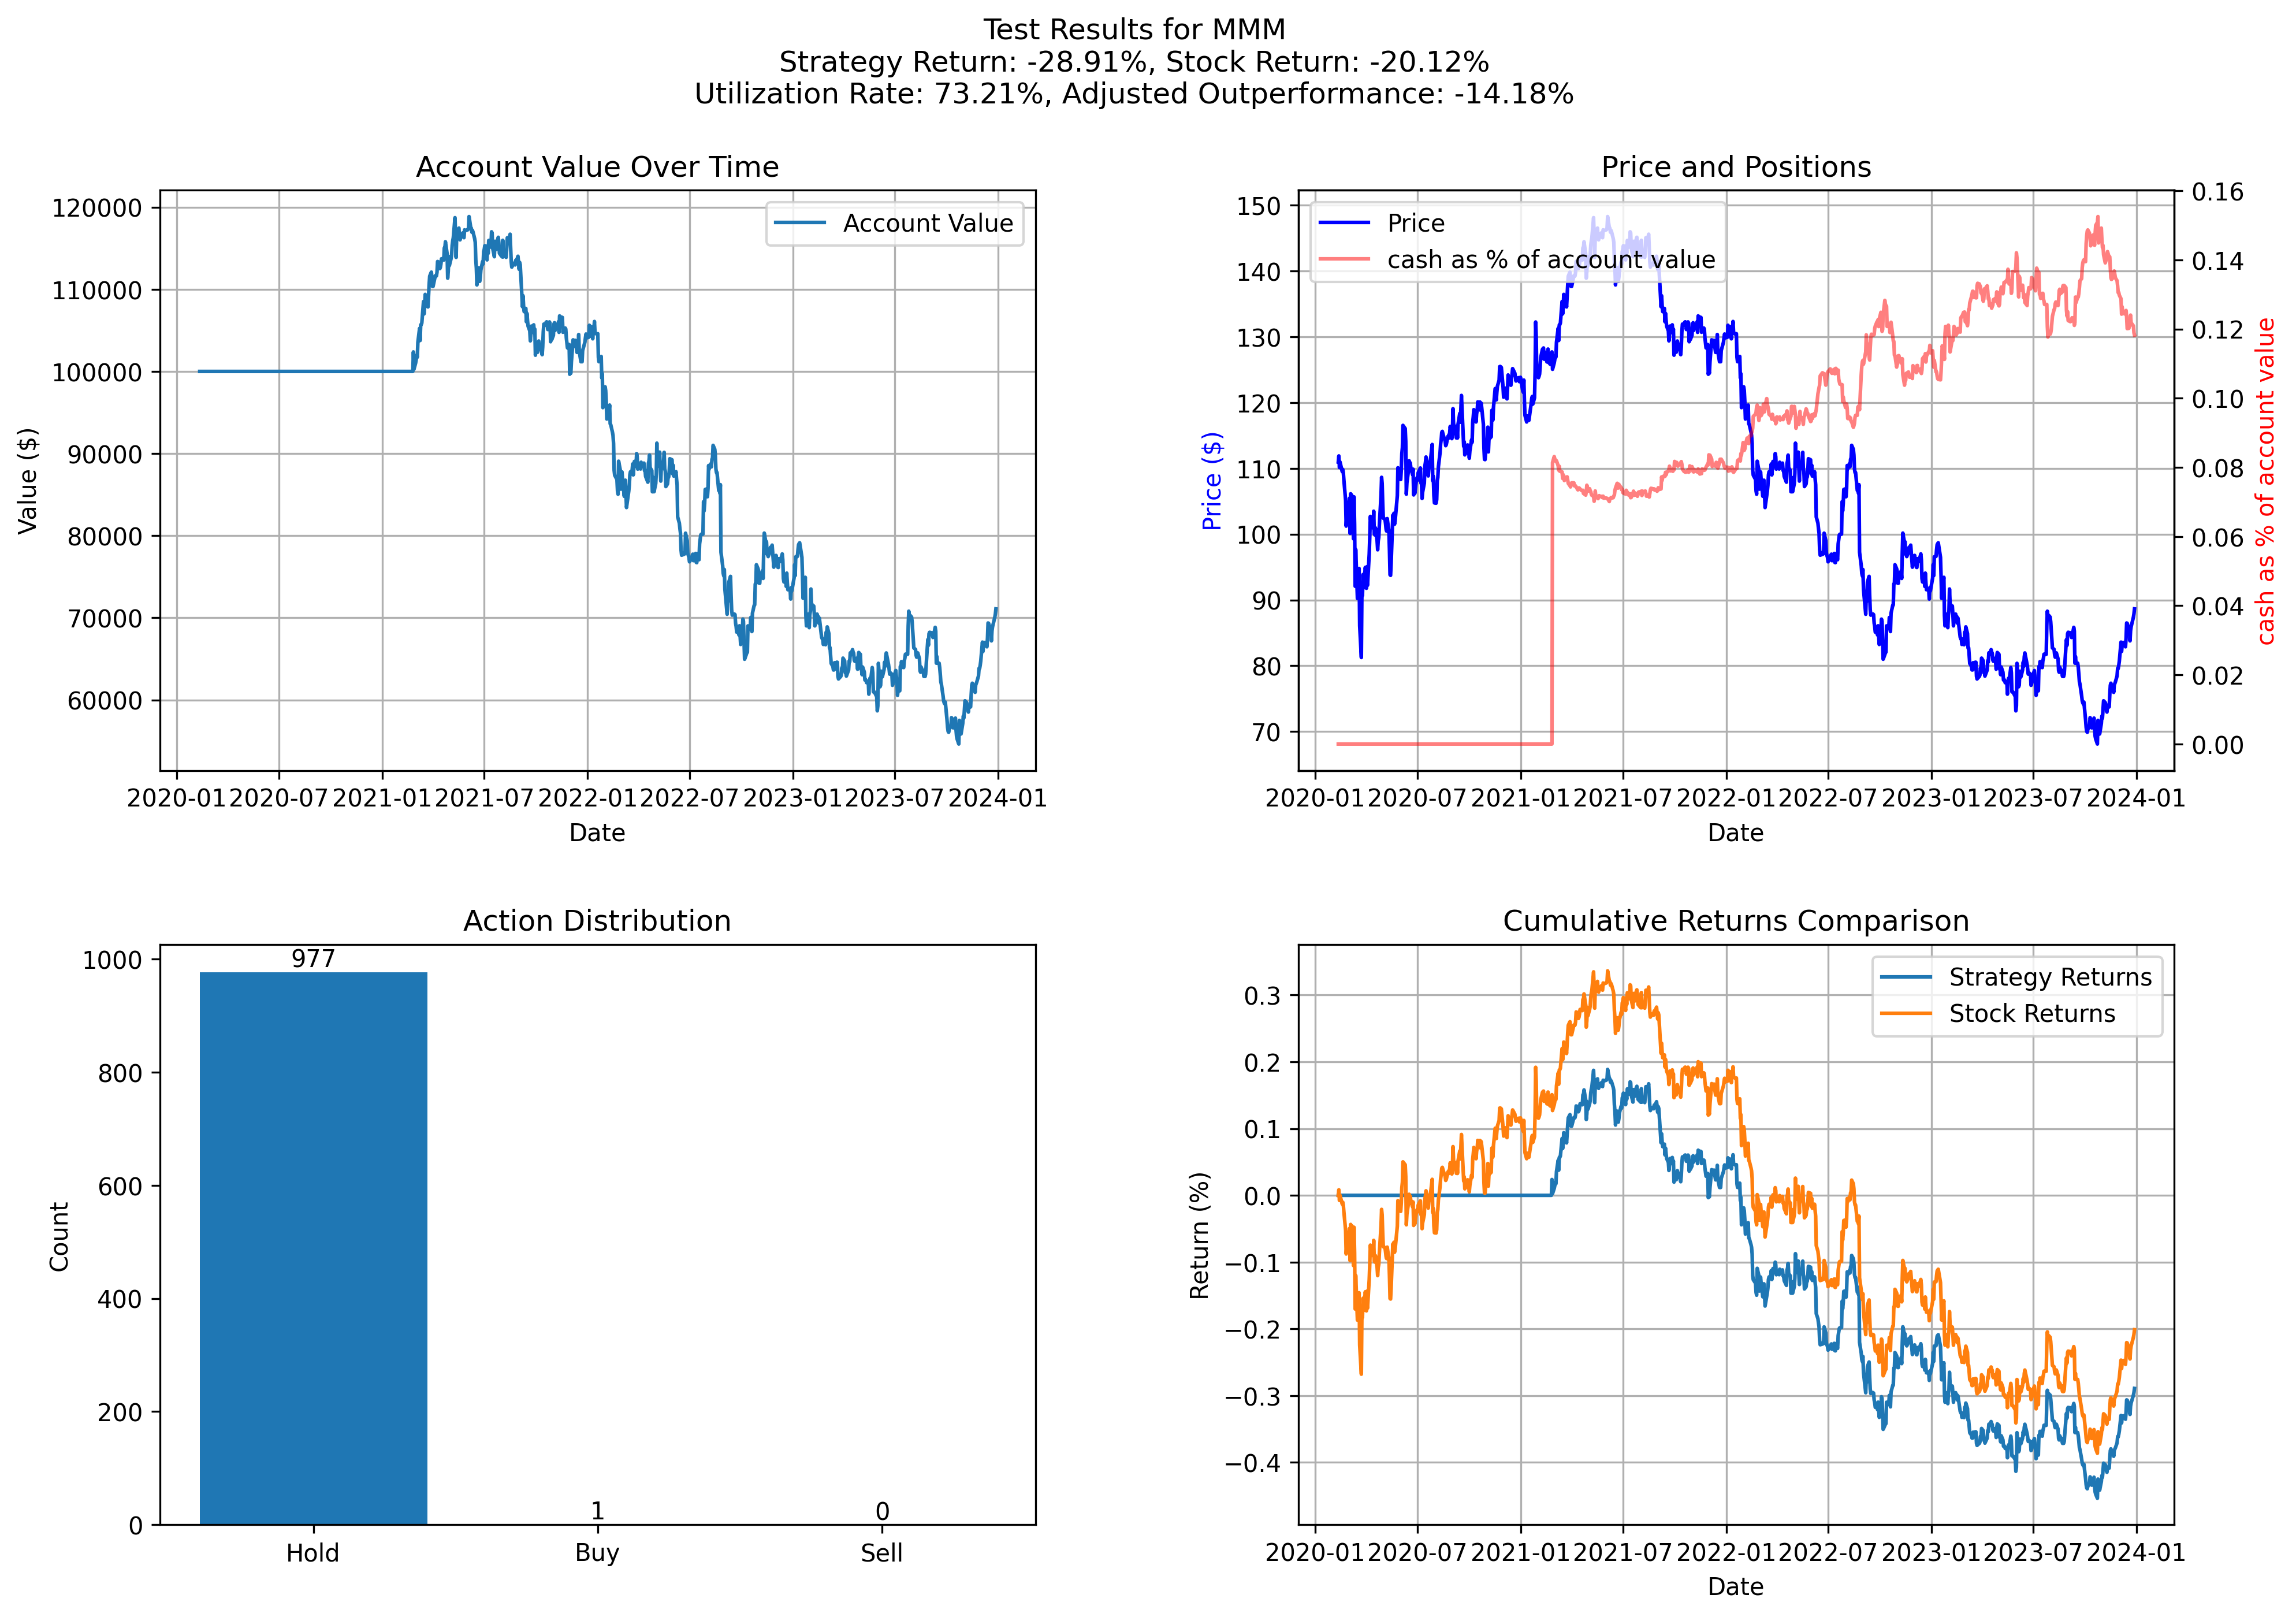 Test Results for MMM
Strategy Return: -28.91%, Stock Return: -20.12%
Utilization Rate: 73.21%, Adjusted Outperformance: -14.18%
Account Value Over Time
Account Value
120000
110000
100000
90000
80000
70000
60000
Value ($)
2020-01 2020-07 2021-01 2021-07 2022-01 2022-07 2023-01 2023-07 2024-01
Date
Price and Positions
Price
cash as % of account value
150
140
130
120
110
100
90
80
70
Price ($)
0.16
0.14
0.12
0.10
0.08
0.06
0.04
0.02
0.00
cash as % of account value
2020-01 2020-07 2021-01 2021-07 2022-01 2022-07 2023-01 2023-07 2024-01
Date
Action Distribution
977
1
0
1000
800
600
400
200
0
Count
Hold Buy Sell
Cumulative Returns Comparison
Strategy Returns
Stock Returns
0.3
0.2
0.1
0.0
−0.1
−0.2
−0.3
−0.4
Return (%)
2020-01 2020-07 2021-01 2021-07 2022-01 2022-07 2023-01 2023-07 2024-01
Date